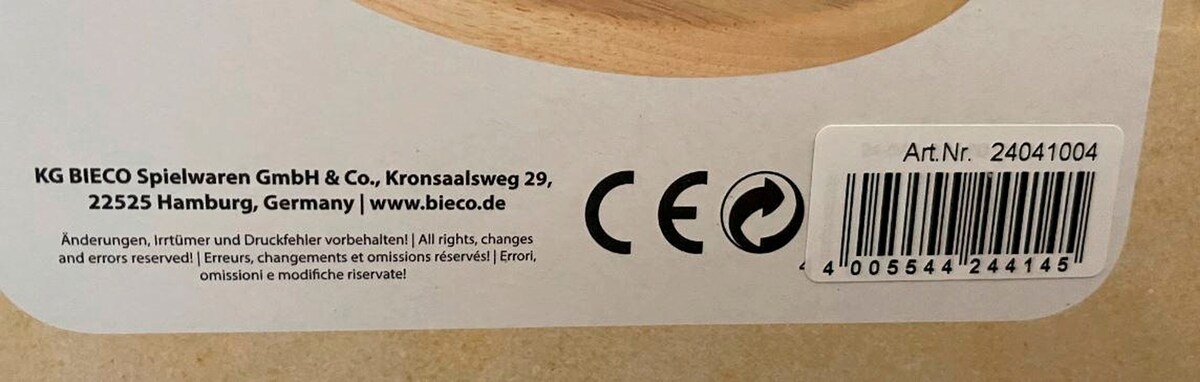 KG BIECO Spielwaren GmbH & Co., Kronsaalsweg 29,
22525 Hamburg, Germany | www.bieco.de
Änderungen, Irrtümer und Druckfehler vorbehalten! | All rights, changes
and errors reserved! | Erreurs, changements et omissions réservés! | Errori,
omissioni e modifiche riservate!
CE
Art.Nr. 24041004
4 005544 244145